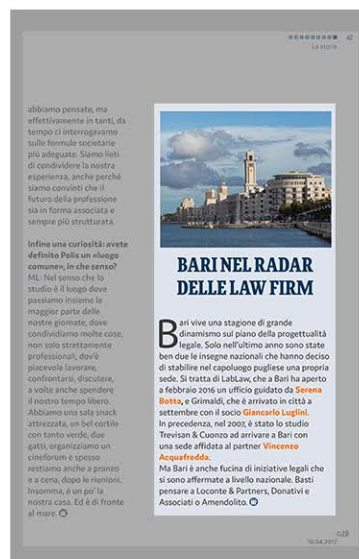 42
La storia
abbiamo pensato, ma
effettivamente in tanti, da
tempo ci interrogavamo
sulle formule societarie
più adeguate. Siamo lieti
di condividere la nostra
esperienza, anche perché
siamo convinti che il
futuro della professione
sia in forma associata e
sempre più strutturata.
Infine una curiosità: avete
definito Polis un «luogo
comune», in che senso?
ML: Nel senso che lo
studio è il luogo dove
passiamo insieme la
maggior parte delle
nostre giornate, dove
condividiamo molte cose,
non solo strettamente
professionali, dov'è
piacevole lavorare,
confrontarsi, discutere,
a volte anche spendere
il nostro tempo libero.
Abbiamo una sala snack
attrezzata, un bel cortile
con tanto verde, due
gatti, organizziamo un
cineforum e spesso
restiamo anche a pranzo
e a cena, dopo le riunioni.
Insomma, è un po' la
nostra casa. Ed è di fronte
al mare.
BARI NEL RADAR
DELLE LAW FIRM
Bari vive una stagione di grande
dinamismo sul piano della progettualità
legale. Solo nell'ultimo anno sono state
ben due le insegne nazionali che hanno deciso
di stabilire nel capoluogo pugliese una propria
sede. Si tratta di LabLaw, che a Bari ha aperto
a febbraio 2016 un ufficio guidato da Serena
Botta, e Grimaldi, che è arrivato in città a
settembre con il socio Giancarlo Luglini.
In precedenza, nel 2007, è stato lo studio
Trevisan & Cuonzo ad arrivare a Bari con
una sede affidata al partner Vincenzo
Acquafredda.
Ma Bari è anche fucina di iniziative legali che
si sono affermate a livello nazionale. Basti
pensare a Loconte & Partners, Donativi e
Associati o Amendolito.
10.04.2017